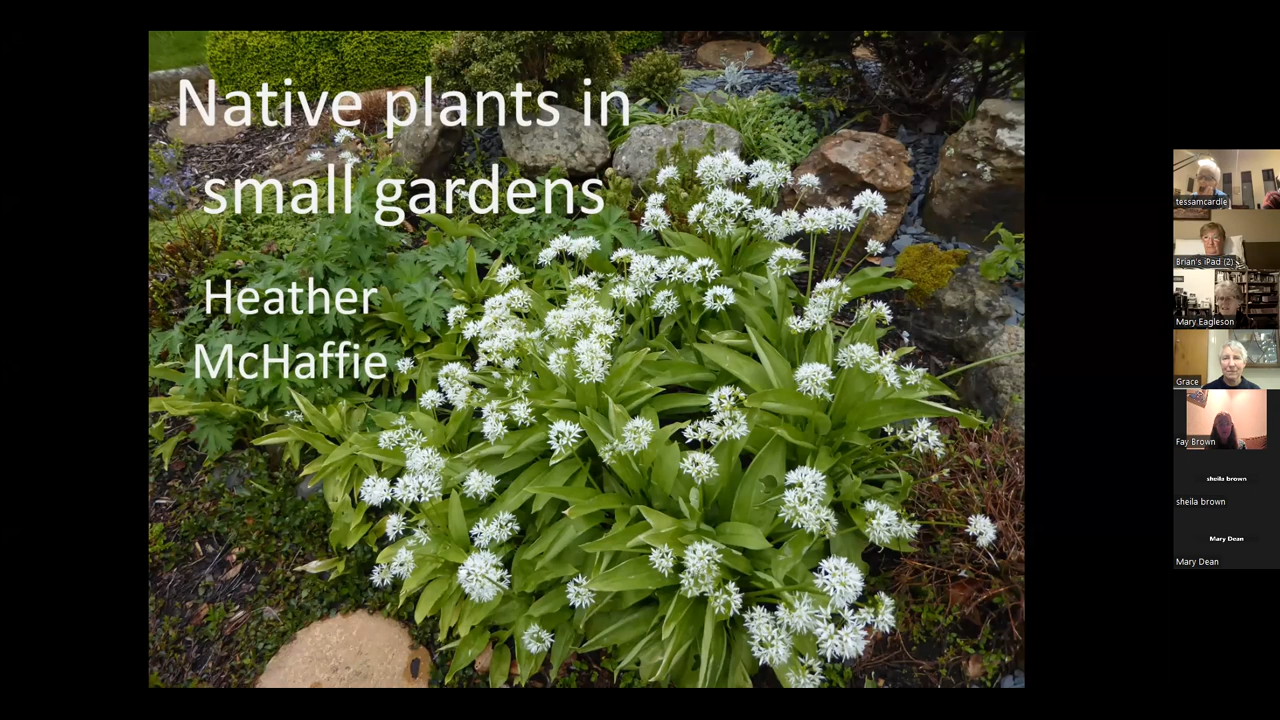 Native plants in
small gardens
Heather
McHaffie
tessamcardle
Brian's iPad (2)
Mary Eagleson
Grace
Fay Brown
sheila brown
sheila brown
Mary Dean
Mary Dean